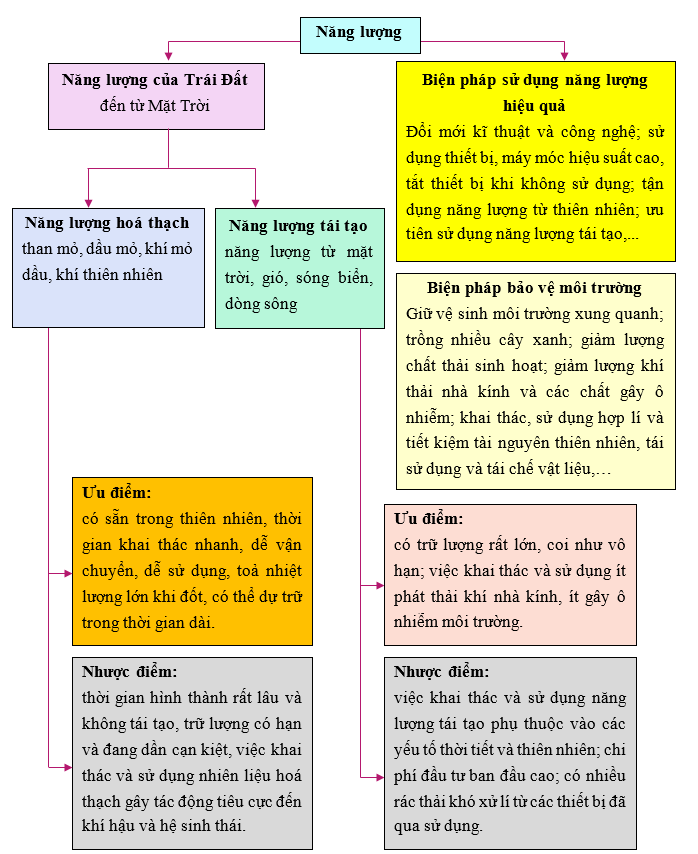 Năng lượng
Năng lượng của Trái Đất
đến từ Mặt Trời
Biện pháp sử dụng năng lượng
hiệu quả
Đổi mới kĩ thuật và công nghệ; sử
dụng thiết bị, máy móc hiệu suất cao,
tắt thiết bị khi không sử dụng; tận
dụng năng lượng từ thiên nhiên; ưu
tiên sử dụng năng lượng tái tạo,...
Năng lượng hoá thạch
than mỏ, dầu mỏ, khí mỏ
dầu, khí thiên nhiên
Năng lượng tái tạo
năng lượng từ mặt
trời, gió, sóng biển,
dòng sông
Biện pháp bảo vệ môi trường
Giữ vệ sinh môi trường xung quanh;
trồng nhiều cây xanh; giảm lượng
chất thải sinh hoạt; giảm lượng khí
thải nhà kính và các chất gây ô
nhiễm; khai thác, sử dụng hợp lí và
tiết kiệm tài nguyên thiên nhiên, tái
sử dụng và tái chế vật liệu,…
Ưu điểm:
có sẵn trong thiên nhiên, thời
gian khai thác nhanh, dễ vận
chuyển, dễ sử dụng, toả nhiệt
lượng lớn khi đốt, có thể dự trữ
trong thời gian dài.
Ưu điểm:
có trữ lượng rất lớn, coi như vô
hạn; việc khai thác và sử dụng ít
phát thải khí nhà kính, ít gây ô
nhiễm môi trường.
Nhược điểm:
thời gian hình thành rất lâu và
không tái tạo, trữ lượng có hạn
và đang dần cạn kiệt, việc khai
thác và sử dụng nhiên liệu hoá
thạch gây tác động tiêu cực đến
khí hậu và hệ sinh thái.
Nhược điểm:
việc khai thác và sử dụng năng
lượng tái tạo phụ thuộc vào các
yếu tố thời tiết và thiên nhiên; chi
phí đầu tư ban đầu cao; có nhiều
rác thải khó xử lí từ các thiết bị đã
qua sử dụng.